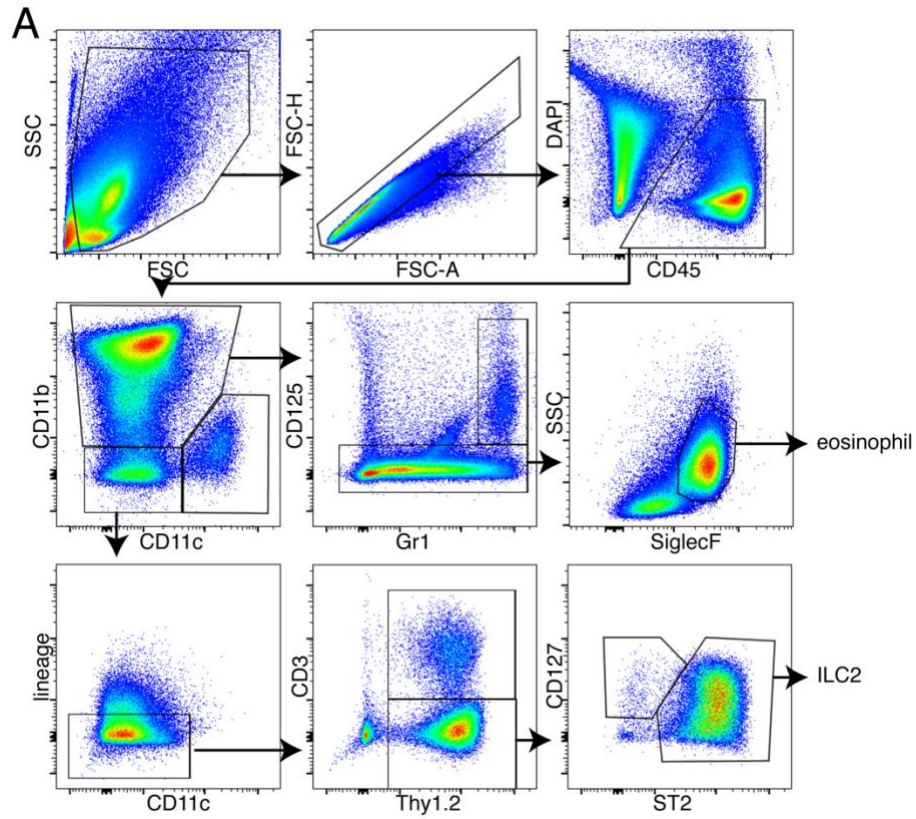 A
SSC
FSC
FSC-H
FSC-A
DAPI
CD45
CD11b
CD11c
CD125
Gr1
SSC
SiglecF
eosinophil
lineage
CD11c
CD3
Thy1.2
CD127
ST2
ILC2